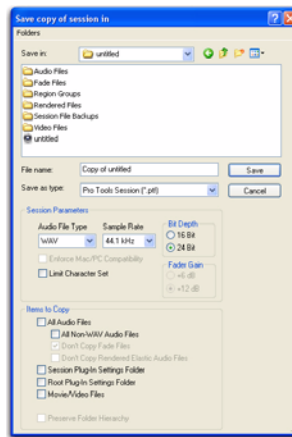 Save copy of session in
Folders
Save in: untitled
Audio Files
Fade Files
Region Groups
Rendered Files
Session File Backups
Video Files
untitled
File name: Copy of untitled Save
Save as type: Pro Tools Session (*.ptf) Cancel
Session Parameters
Audio File Type Sample Rate Bit Depth
WAV 44.1 kHz 16 Bit
24 Bit
Enforce Mac/PC Compatibility
Limit Character Set Fader Gain
+6 dB
+12 dB
Items to Copy
All Audio Files
All Non-WAV Audio Files
Don't Copy Fade Files
Don't Copy Rendered Elastic Audio Files
Session Plug-In Settings Folder
Root Plug-In Settings Folder
Movie/Video Files
Preserve Folder Hierarchy